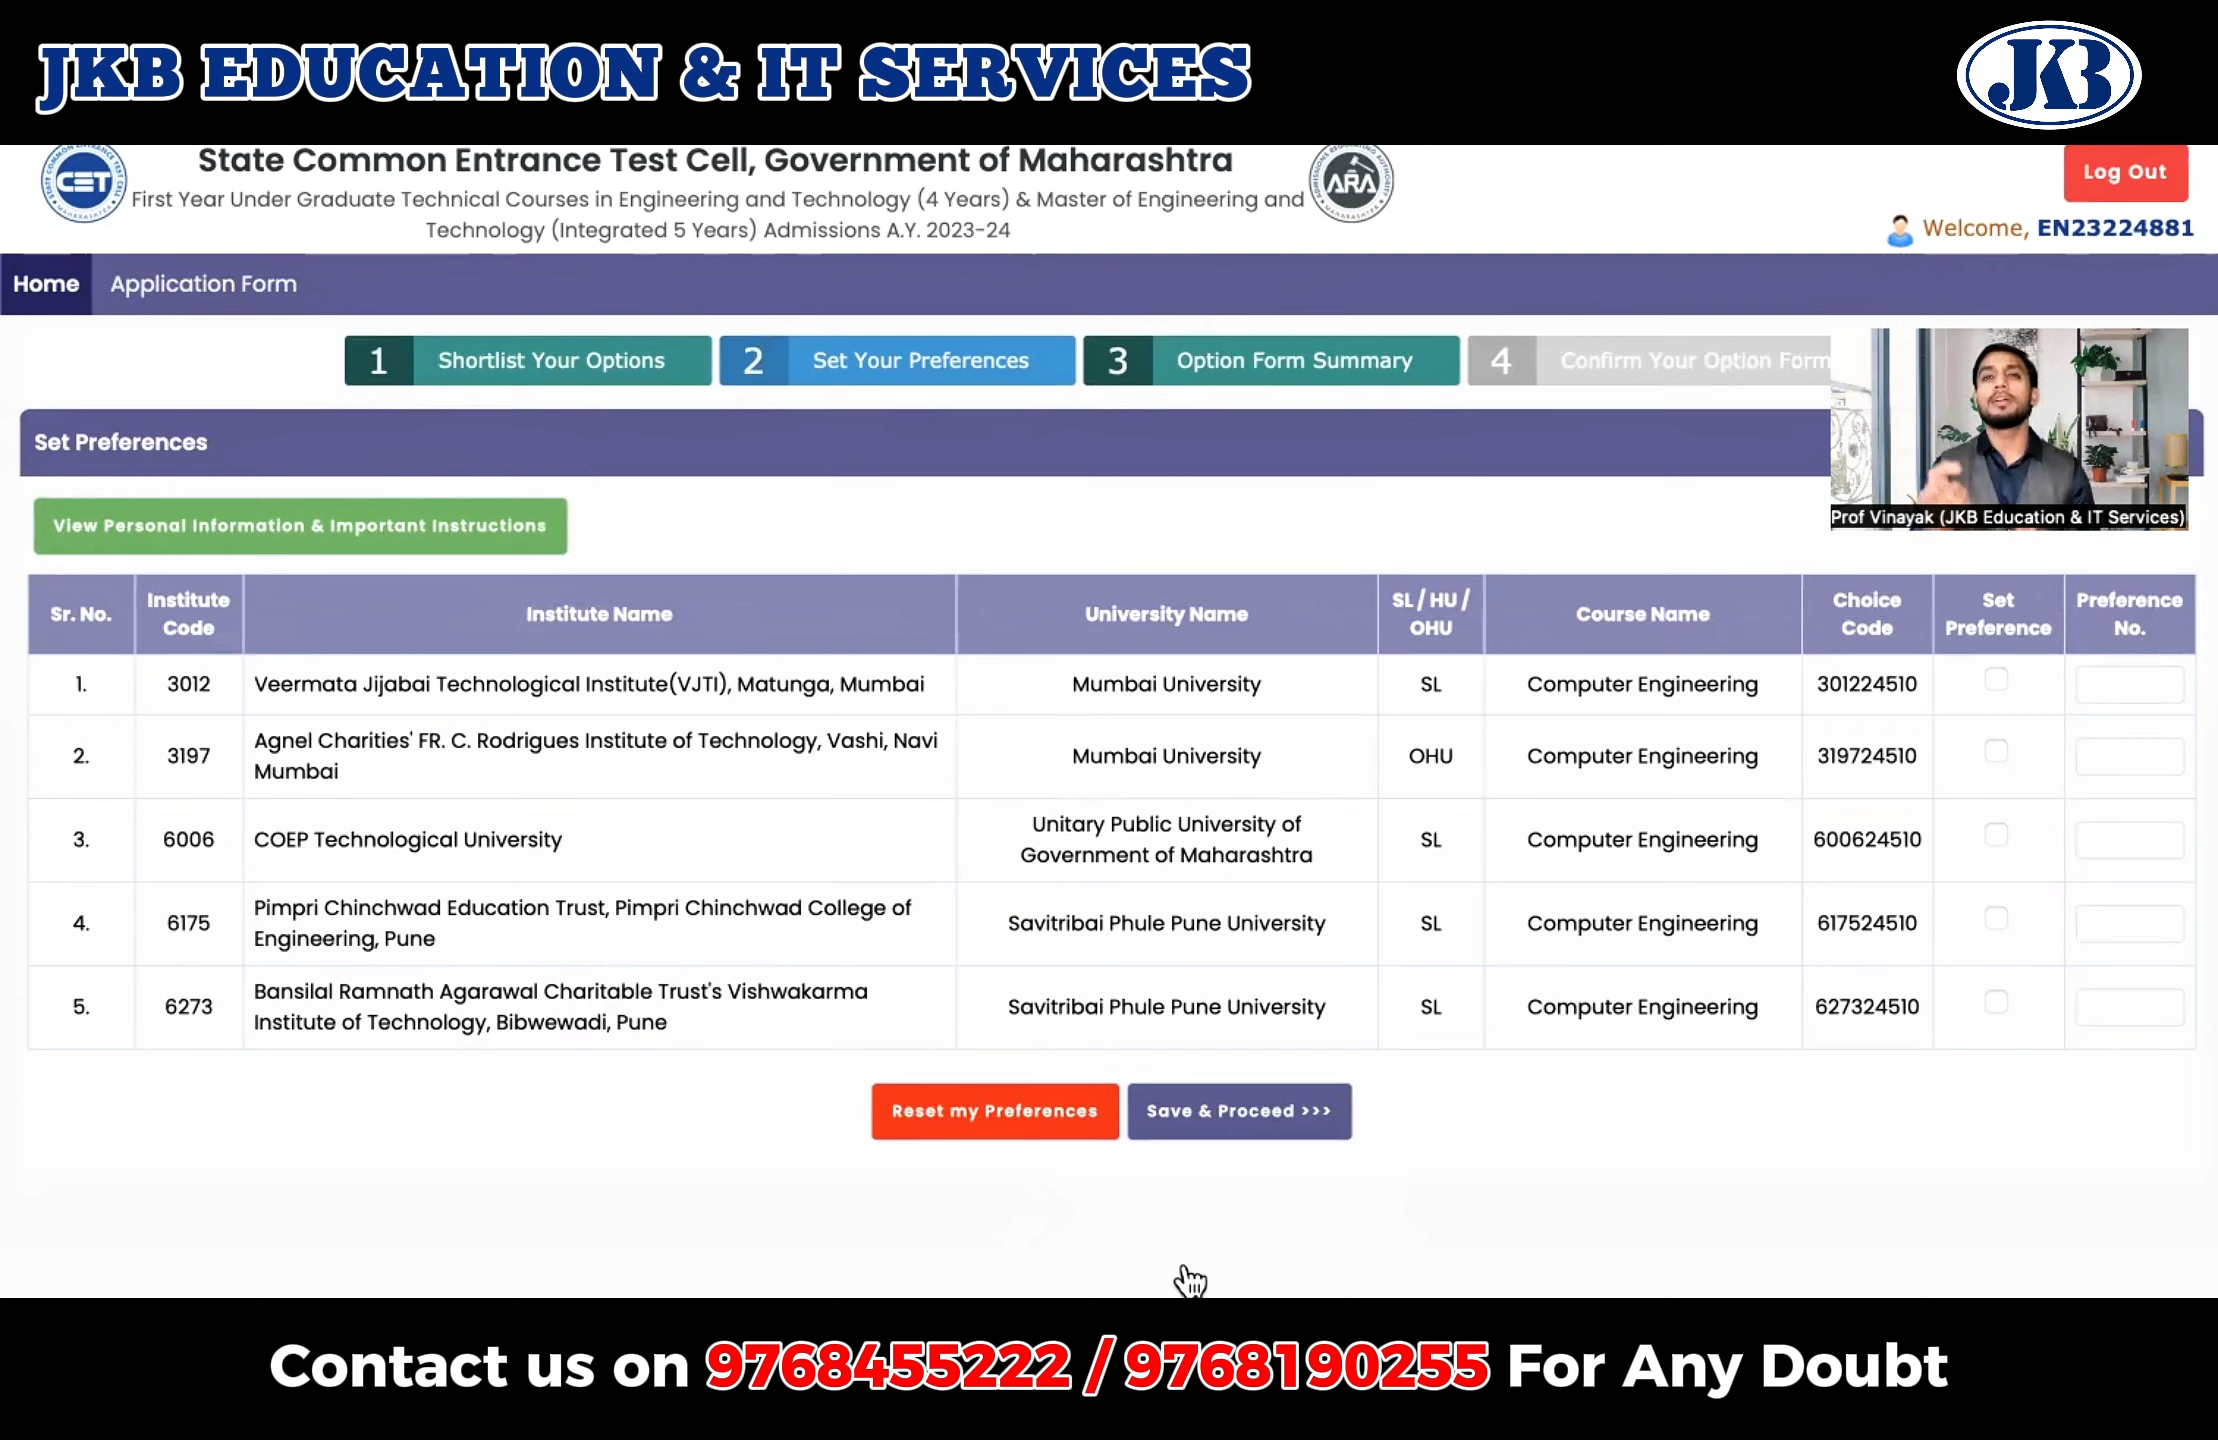 JKB EDUCATION & IT SERVICES
JKB
CET
State Common Entrance Test Cell, Government of Maharashtra
First Year Under Graduate Technical Courses in Engineering and Technology (4 Years) & Master of Engineering and
Technology (Integrated 5 Years) Admissions A.Y. 2023-24
ARA
Log Out
Welcome, EN23224881
Home Application Form
1 Shortlist Your Options 2 Set Your Preferences 3 Option Form Summary 4 Confirm Your Option Form
Set Preferences
Prof Vinayak (JKB Education & IT Services)
View Personal Information & Important Instructions
Sr. No. Institute Code Institute Name University Name SL / HU / OHU Course Name Choice Code Set Preference Preference No.
1. 3012 Veermata Jijabai Technological Institute(VJTI), Matunga, Mumbai Mumbai University SL Computer Engineering 301224510
2. 3197 Agnel Charities' FR. C. Rodrigues Institute of Technology, Vashi, Navi Mumbai Mumbai University OHU Computer Engineering 319724510
3. 6006 COEP Technological University Unitary Public University of Government of Maharashtra SL Computer Engineering 600624510
4. 6175 Pimpri Chinchwad Education Trust, Pimpri Chinchwad College of Engineering, Pune Savitribai Phule Pune University SL Computer Engineering 617524510
5. 6273 Bansilal Ramnath Agarawal Charitable Trust's Vishwakarma Institute of Technology, Bibwewadi, Pune Savitribai Phule Pune University SL Computer Engineering 627324510
Reset my Preferences Save & Proceed >>>
Contact us on 9768455222 / 9768190255 For Any Doubt